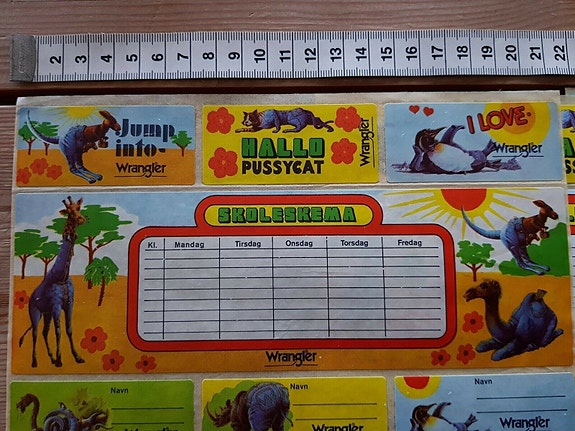 2 3 4 5 6 7 8 9 10 11 12 13 14 15 16 17 18 19 20 21 22
Jump
into
Wrangler
HALLO
PUSSYCAT
Wrangler
I LOVE
Wrangler
SKOLESKEMA
Kl. Mandag Tirsdag Onsdag Torsdag Fredag
Wrangler
Navn
Wrangler
Navn
Wrangler
Navn
Wrangler